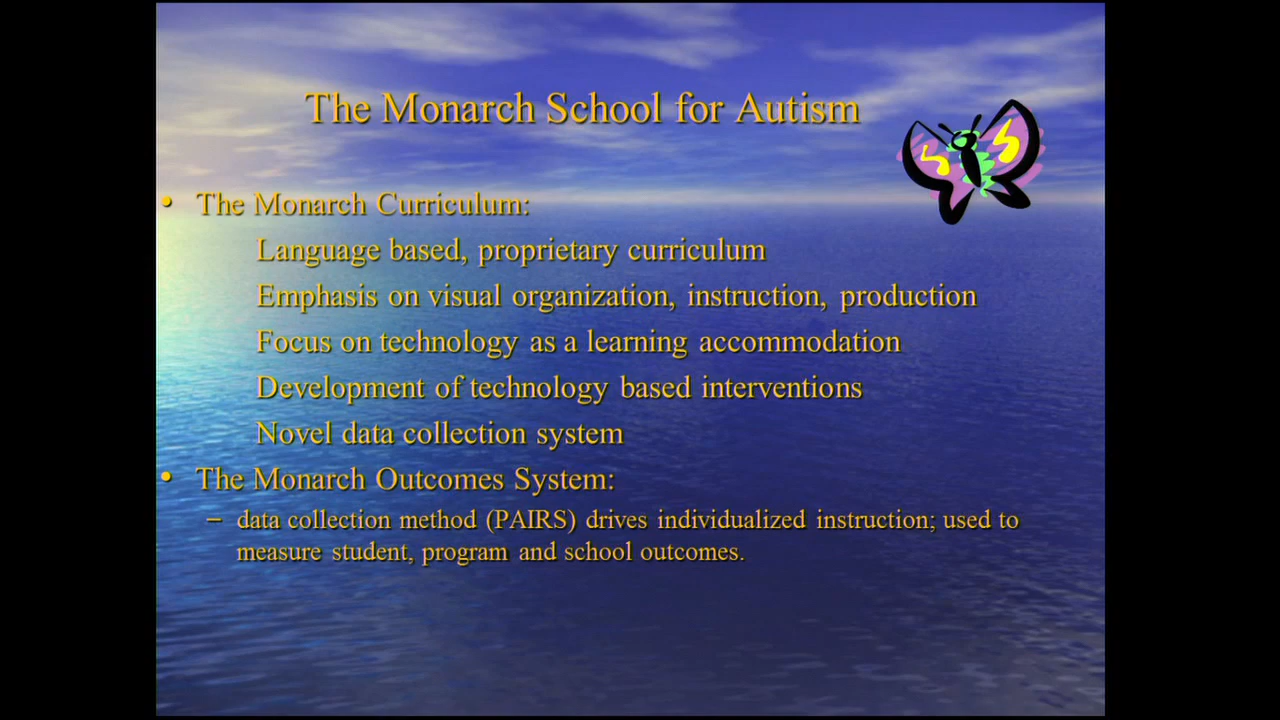 The Monarch School for Autism
• The Monarch Curriculum:
Language based, proprietary curriculum
Emphasis on visual organization, instruction, production
Focus on technology as a learning accommodation
Development of technology based interventions
Novel data collection system
• The Monarch Outcomes System:
– data collection method (PAIRS) drives individualized instruction; used to
measure student, program and school outcomes.